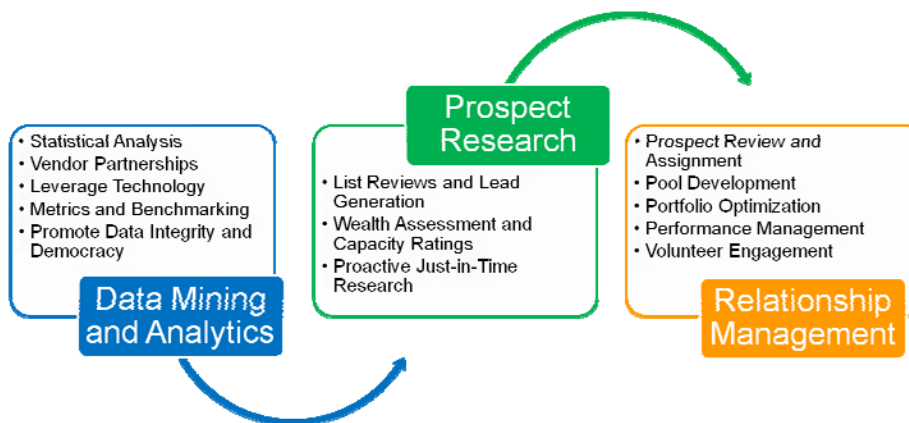 • Statistical Analysis
• Vendor Partnerships
• Leverage Technology
• Metrics and Benchmarking
• Promote Data Integrity and
Democracy
Data Mining
and Analytics
Prospect
Research
• List Reviews and Lead
Generation
• Wealth Assessment and
Capacity Ratings
• Proactive Just-in-Time
Research
• Prospect Review and
Assignment
• Pool Development
• Portfolio Optimization
• Performance Management
• Volunteer Engagement
Relationship
Management